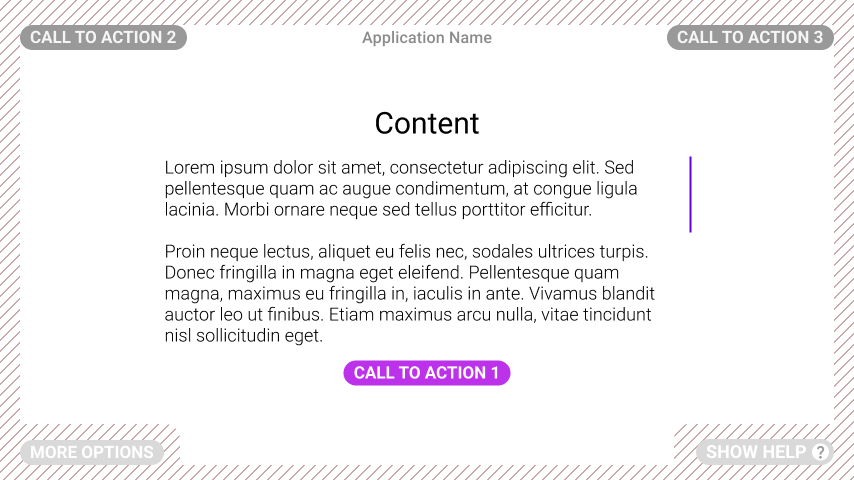 CALL TO ACTION 2
Application Name
CALL TO ACTION 3
Content
Lorem ipsum dolor sit amet, consectetur adipiscing elit. Sed
pellentesque quam ac augue condimentum, at congue ligula
lacinia. Morbi ornare neque sed tellus porttitor efficitur.
Proin neque lectus, aliquet eu felis nec, sodales ultrices turpis.
Donec fringilla in magna eget eleifend. Pellentesque quam
magna, maximus eu fringilla in, iaculis in ante. Vivamus blandit
auctor leo ut finibus. Etiam maximus arcu nulla, vitae tincidunt
nisl sollicitudin eget.
CALL TO ACTION 1
MORE OPTIONS
SHOW HELP ?